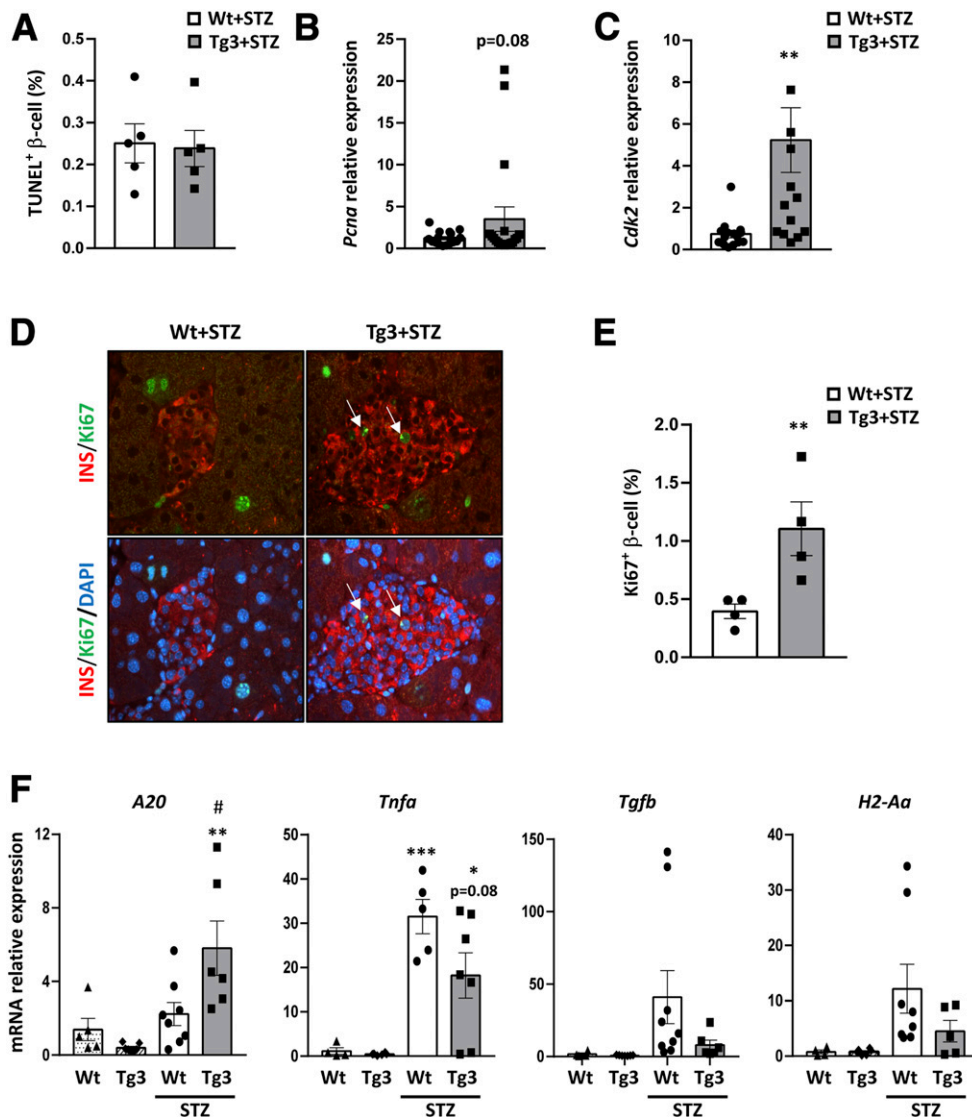 A
Wt+STZ
Tg3+STZ
TUNEL⁺ β-cell (%)
0.5
0.4
0.3
0.2
0.1
0.0
B
p=0.08
Pcna relative expression
25
20
15
10
5
0
C
Wt+STZ
Tg3+STZ
**
Cdk2 relative expression
10
8
6
4
2
0
D
Wt+STZ
Tg3+STZ
INS/Ki67
INS/Ki67/DAPI
E
Wt+STZ
Tg3+STZ
**
Ki67⁺ β-cell (%)
2.0
1.5
1.0
0.5
0.0
F
mRNA relative expression
A20
#
**
12
8
4
0
Wt Tg3 Wt Tg3
STZ
Tnfa
***
*
p=0.08
50
40
30
20
10
0
Wt Tg3 Wt Tg3
STZ
Tgfb
150
100
50
0
Wt Tg3 Wt Tg3
STZ
H2-Aa
40
30
20
10
0
Wt Tg3 Wt Tg3
STZ